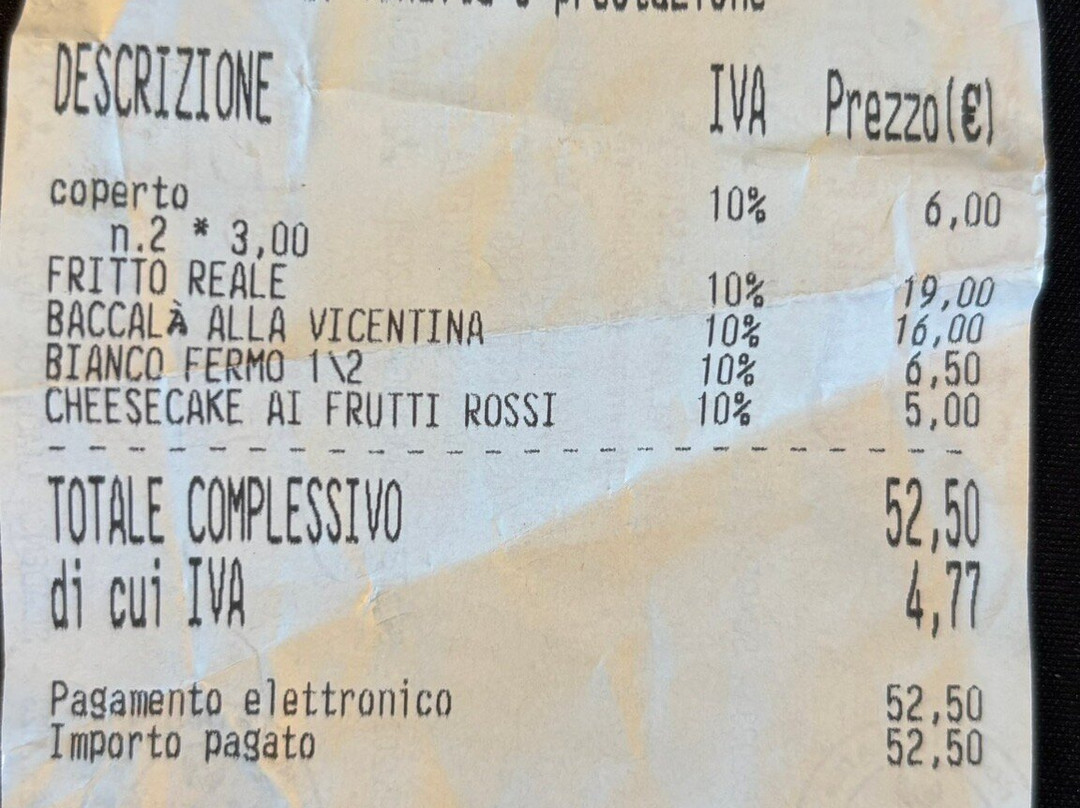 DESCRIZIONE IVA Prezzo(€)
coperto 10% 6,00
n.2 * 3,00
FRITTO REALE 10% 19,00
BACCALÀ ALLA VICENTINA 10% 16,00
BIANCO FERMO 1\2 10% 6,50
CHEESECAKE AI FRUTTI ROSSI 10% 5,00
TOTALE COMPLESSIVO 52,50
di cui IVA 4,77
Pagamento elettronico 52,50
Importo pagato 52,50